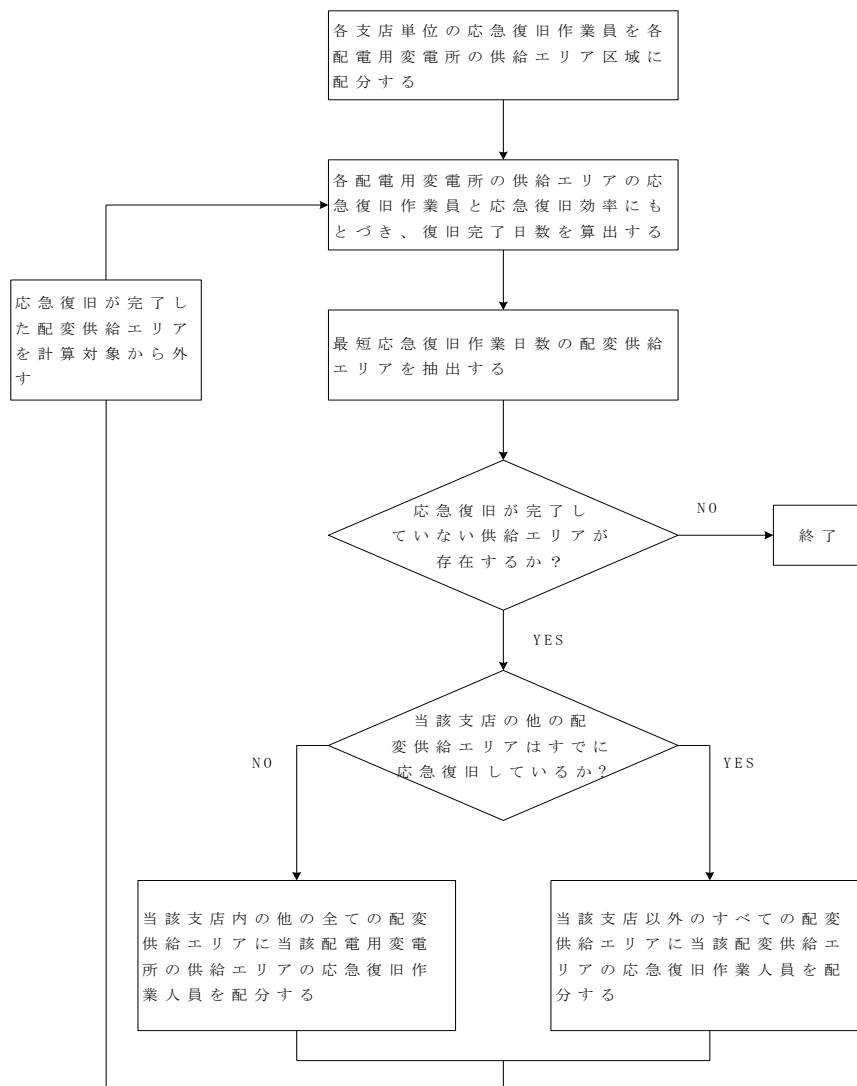 各支店単位の応急復旧作業員を各
配電用変電所の供給エリア区域に
配分する
各配電用変電所の供給エリアの応
急復旧作業員と応急復旧効率にも
とづき、復旧完了日数を算出する
応急復旧が完了し
た配変供給エリア
を計算対象から外
す
最短応急復旧作業日数の配変供給
エリアを抽出する
応急復旧が完了し
ていない供給エリアが
存在するか？
NO
終了
YES
当該支店の他の配
変供給エリアはすでに
応急復旧しているか？
NO
YES
当該支店内の他の全ての配変
供給エリアに当該配電用変電
所の供給エリアの応急復旧作
業人員を配分する
当該支店以外のすべての配変
供給エリアに当該配変供給エ
リアの応急復旧作業人員を配
分する